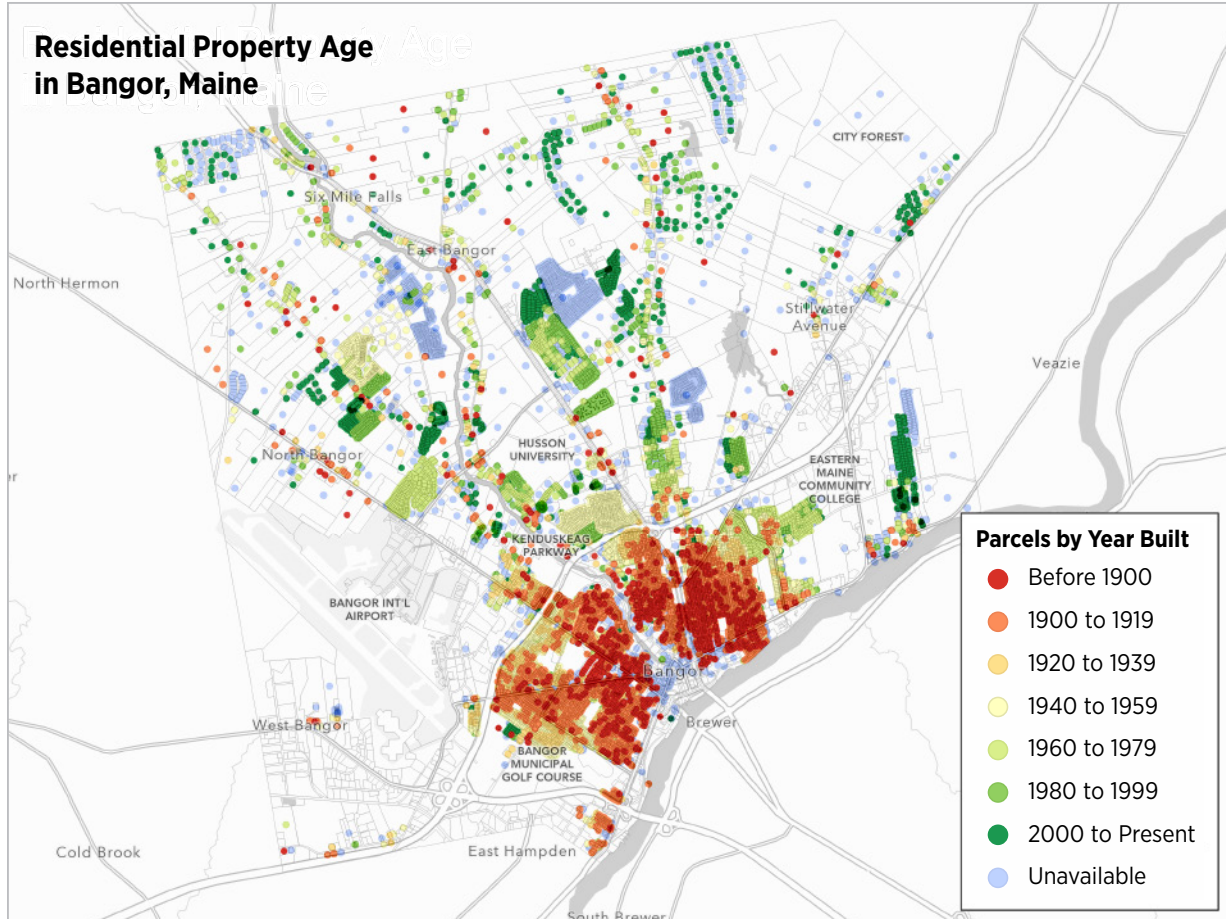 Residential Property Age
in Bangor, Maine
CITY FOREST
Six Mile Falls
East Bangor
North Hermon
Stillwater
Avenue
Veazie
HUSSON
UNIVERSITY
North Bangor
EASTERN
MAINE
COMMUNITY
COLLEGE
er
KENDUSKEAG
PARKWAY
BANGOR INT'L
AIRPORT
Bangor
West Bangor
Brewer
BANGOR
MUNICIPAL
GOLF COURSE
Cold Brook
East Hampden
South Brewer
Parcels by Year Built
Before 1900
1900 to 1919
1920 to 1939
1940 to 1959
1960 to 1979
1980 to 1999
2000 to Present
Unavailable